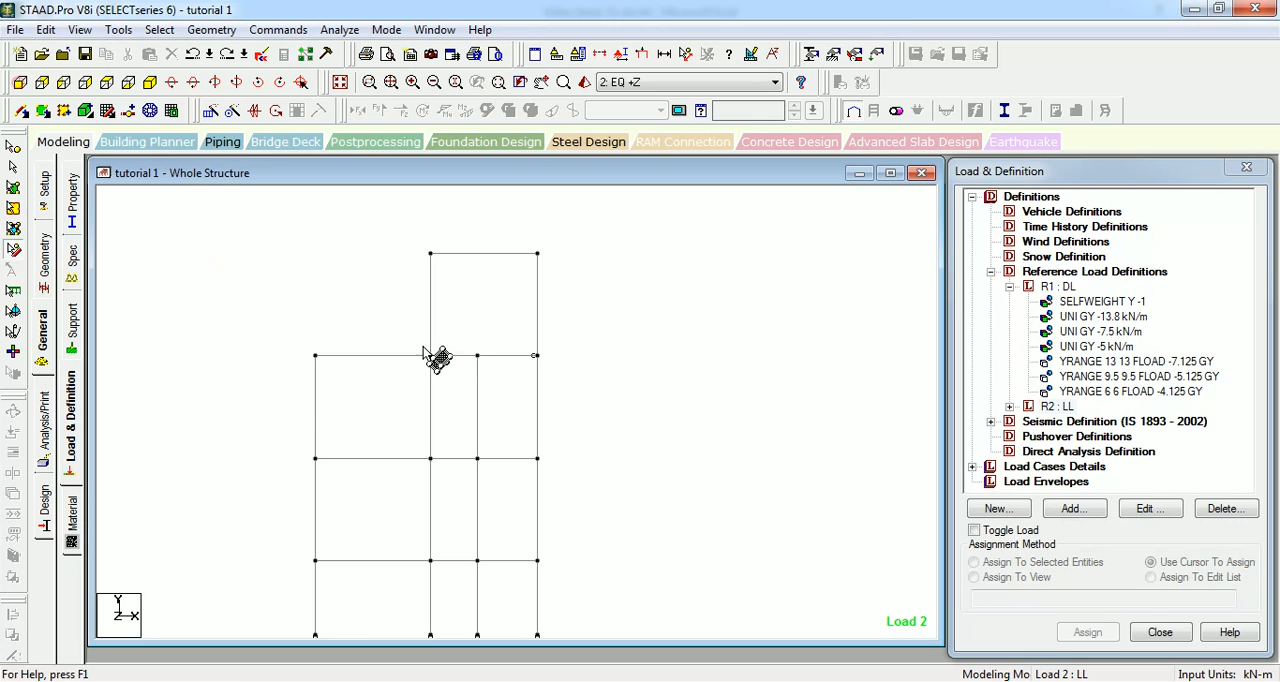 STAAD.Pro V8i (SELECTseries 6) - tutorial 1
File Edit View Tools Select Geometry Commands Analyze Mode Window Help
2: EQ +Z
Modeling Building Planner Piping Bridge Deck Postprocessing Foundation Design Steel Design RAM Connection Concrete Design Advanced Slab Design Earthquake
Setup
Geometry
General
Analysis/Print
Design
Property
Spec
Support
Load & Definition
Material
tutorial 1 - Whole Structure
Y
Z X
Load 2
Load & Definition
Definitions
Vehicle Definitions
Time History Definitions
Wind Definitions
Snow Definition
Reference Load Definitions
R1 : DL
SELFWEIGHT Y -1
UNI GY -13.8 kN/m
UNI GY -7.5 kN/m
UNI GY -5 kN/m
YRANGE 13 13 FLOAD -7.125 GY
YRANGE 9.5 9.5 FLOAD -5.125 GY
YRANGE 6 6 FLOAD -4.125 GY
R2 : LL
Seismic Definition (IS 1893 - 2002)
Pushover Definitions
Direct Analysis Definition
Load Cases Details
Load Envelopes
New... Add... Edit ... Delete...
Toggle Load
Assignment Method
Assign To Selected Entities Use Cursor To Assign
Assign To View Assign To Edit List
Assign Close Help
For Help, press F1 Modeling Mo Load 2 : LL Input Units: kN-m